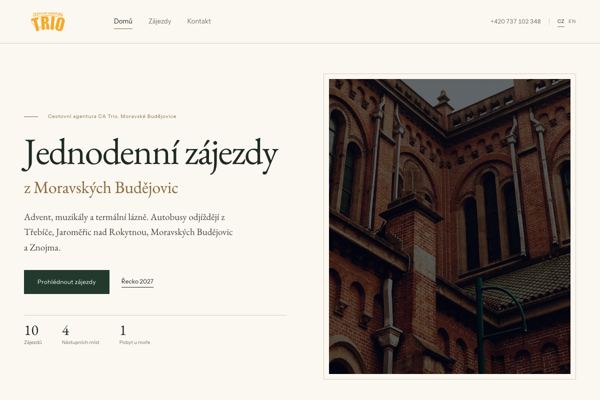 TRIO
Domů
Zájezdy
Kontakt
+420 737 102 348
CZ
EN
Cestovní agentura CA Trio, Moravské Budějovice
Jednodenní zájezdy
z Moravských Budějovic
Advent, muzikály a termální lázně. Autobusy odjíždějí z
Třebíče, Jaroměřic nad Rokytnou, Moravských Budějovic
a Znojma.
Prohlédnout zájezdy
Řecko 2027
10
4
1
Zájezdů
Nástupních míst
Pobyt u moře